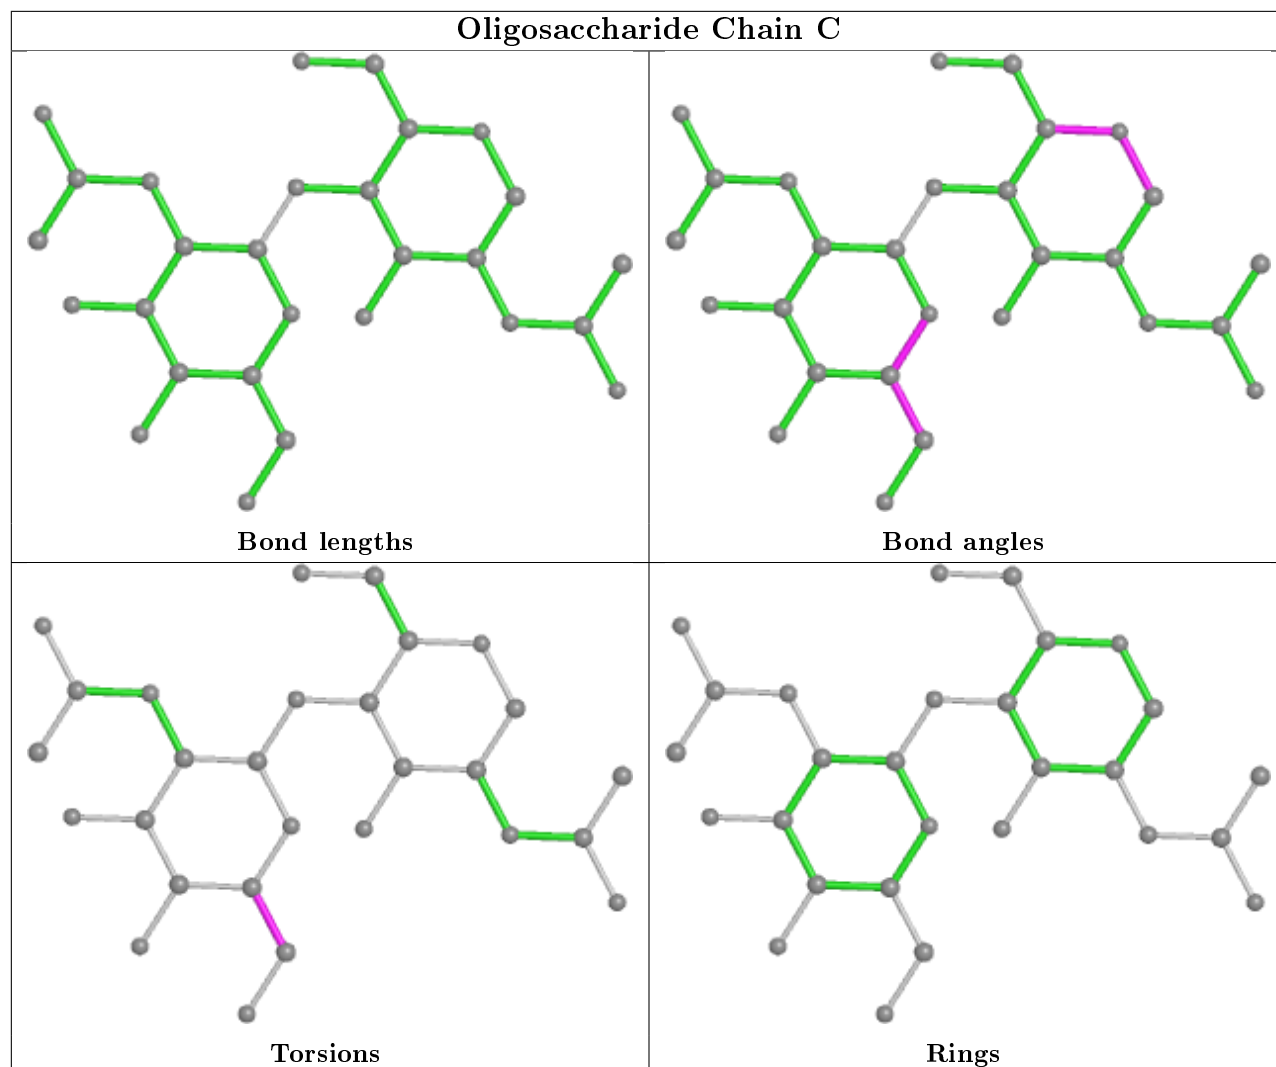 Oligosaccharide Chain C
Bond lengths
Bond angles
Torsions
Rings